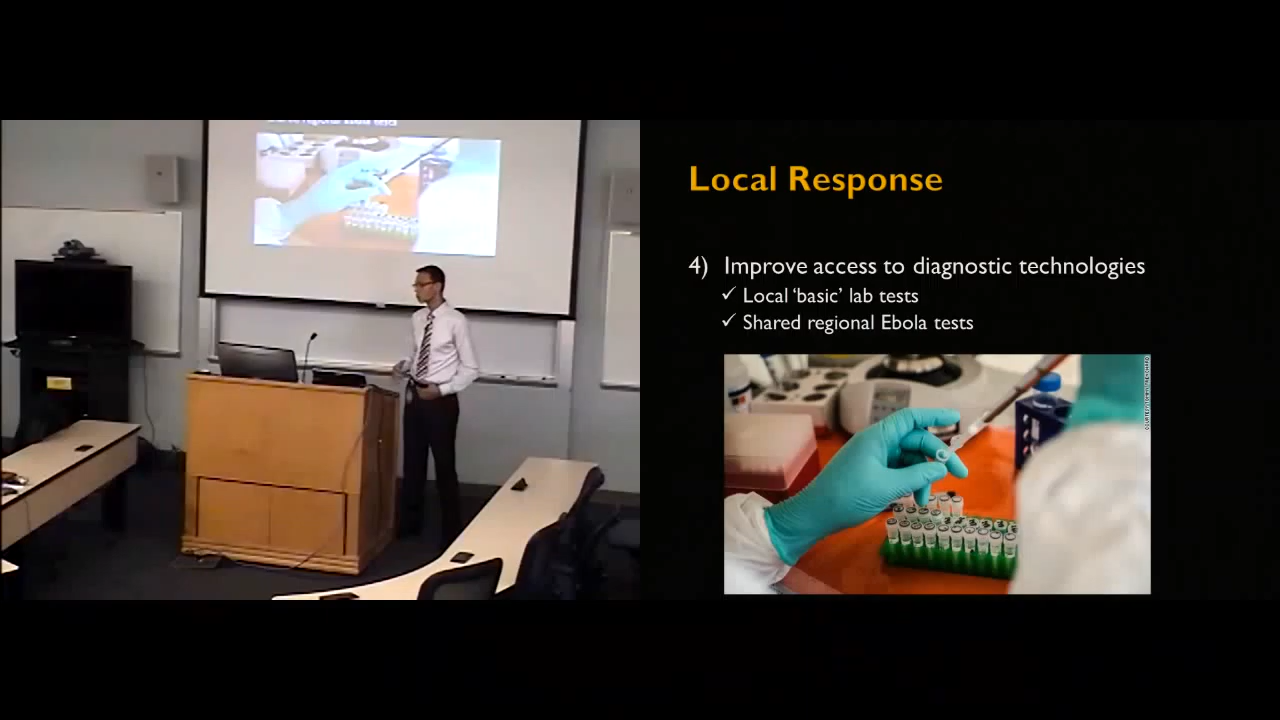 Local Response
4) Improve access to diagnostic technologies
✓ Local ‘basic’ lab tests
✓ Shared regional Ebola tests